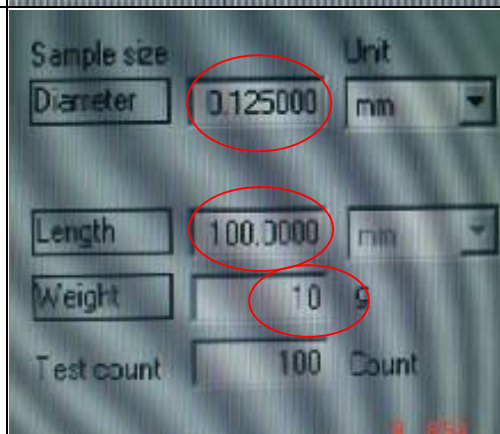 Sample size Unit
Diameter 0.125000 mm
Length 100.0000 mm
Weight 10 g
Test count 100 Count